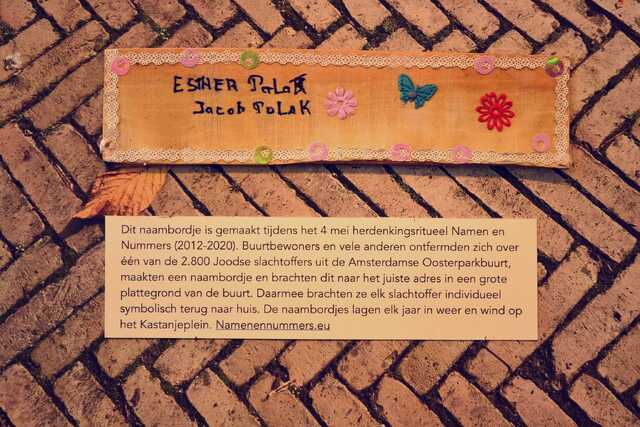 ESTHER PoLaK
Jacob PoLaK
Dit naambordje is gemaakt tijdens het 4 mei herdenkingsritueel Namen en
Nummers (2012-2020). Buurtbewoners en vele anderen ontfermden zich over
één van de 2.800 Joodse slachtoffers uit de Amsterdamse Oosterparkbuurt,
maakten een naambordje en brachten dit naar het juiste adres in een grote
plattegrond van de buurt. Daarmee brachten ze elk slachtoffer individueel
symbolisch terug naar huis. De naambordjes lagen elk jaar in weer en wind op
het Kastanjeplein. Namenennummers.eu